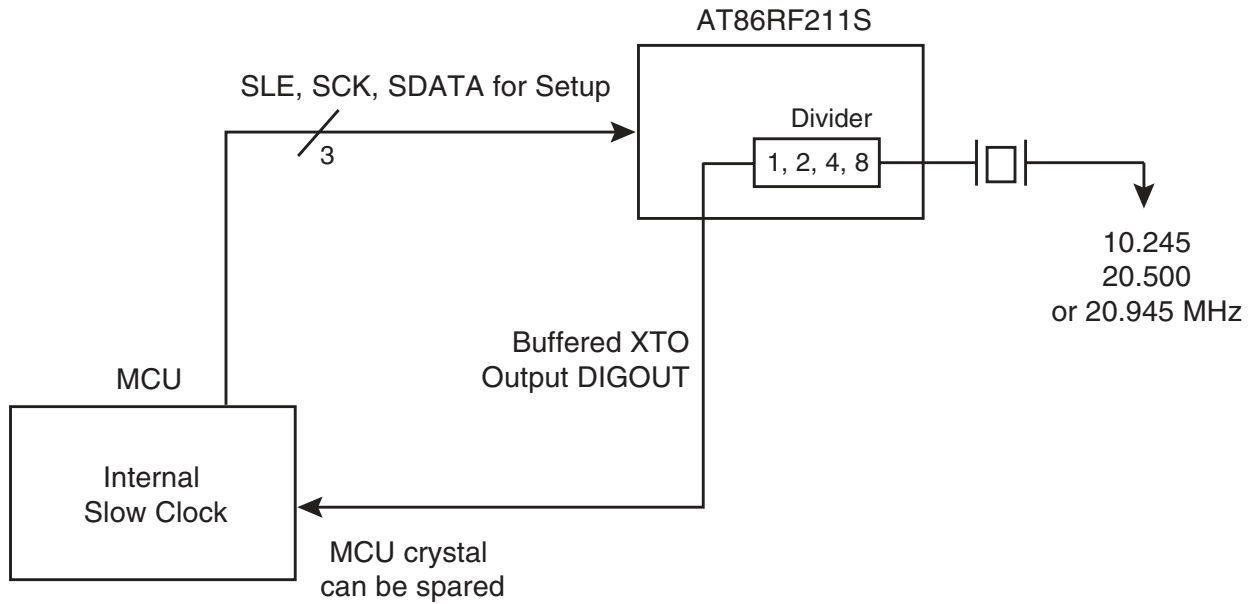 AT86RF211S
SLE, SCK, SDATA for Setup
3
Divider
1, 2, 4, 8
10.245
20.500
or 20.945 MHz
Buffered XTO
Output DIGOUT
MCU
Internal
Slow Clock
MCU crystal
can be spared